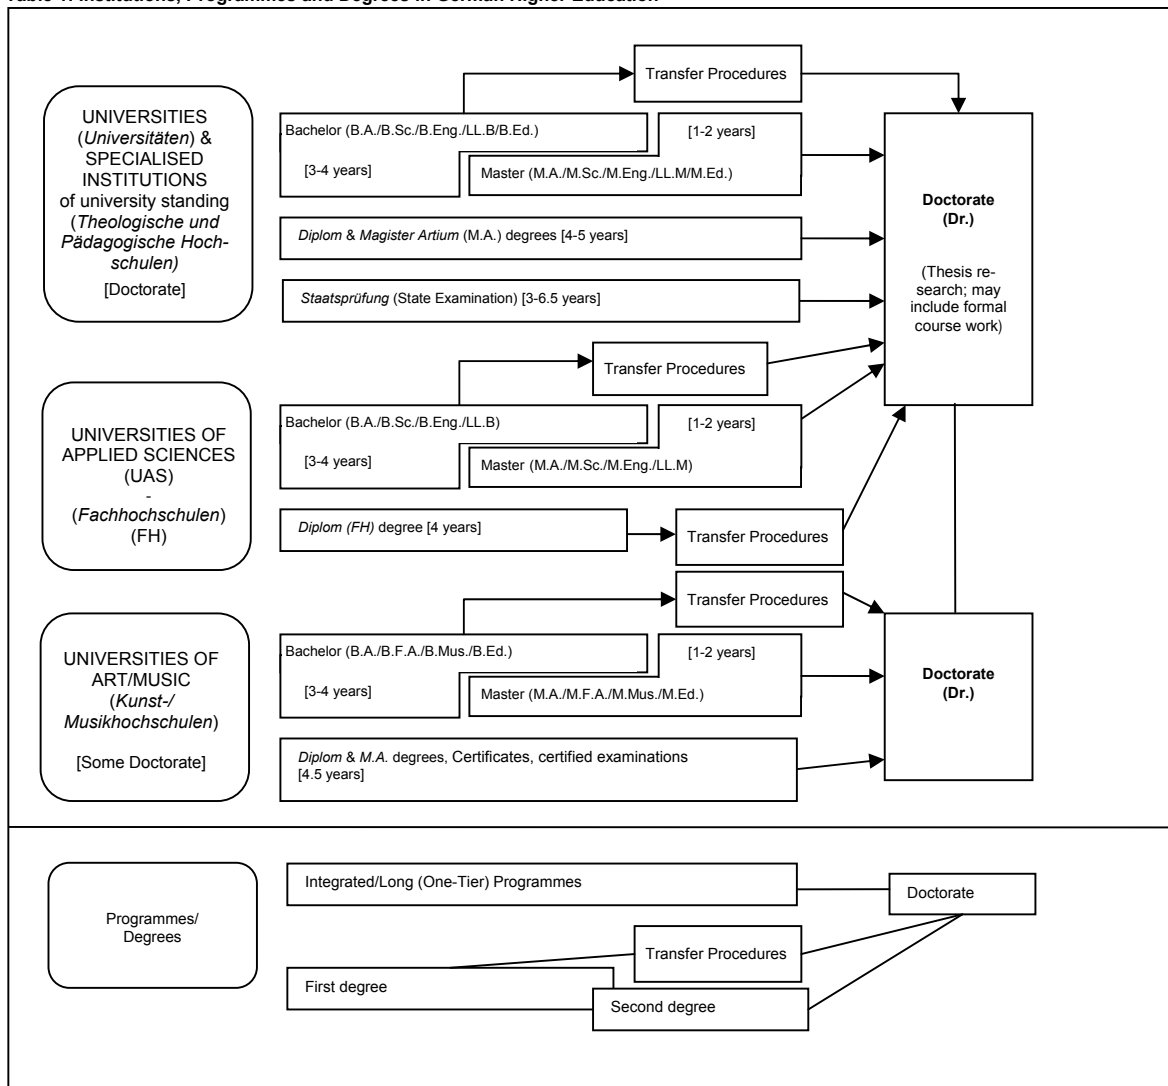 Table 1: Institutions, Programmes and Degrees in German Higher Education
Transfer Procedures
UNIVERSITIES
(Universitäten) &
SPECIALISED
INSTITUTIONS
of university standing
(Theologische und
Pädagogische Hoch-
schulen)
[Doctorate]
Bachelor (B.A./B.Sc./B.Eng./LL.B/B.Ed.)
[3-4 years]
[1-2 years]
Master (M.A./M.Sc./M.Eng./LL.M/M.Ed.)
Diplom & Magister Artium (M.A.) degrees [4-5 years]
Staatsprüfung (State Examination) [3-6.5 years]
Doctorate
(Dr.)
(Thesis re-
search; may
include formal
course work)
Transfer Procedures
UNIVERSITIES OF
APPLIED SCIENCES
(UAS)
-
(Fachhochschulen)
(FH)
Bachelor (B.A./B.Sc./B.Eng./LL.B)
[3-4 years]
[1-2 years]
Master (M.A./M.Sc./M.Eng./LL.M)
Diplom (FH) degree [4 years]
Transfer Procedures
Transfer Procedures
UNIVERSITIES OF
ART/MUSIC
(Kunst-/
Musikhochschulen)
[Some Doctorate]
Bachelor (B.A./B.F.A./B.Mus./B.Ed.)
[3-4 years]
[1-2 years]
Master (M.A./M.F.A./M.Mus./M.Ed.)
Diplom & M.A. degrees, Certificates, certified examinations
[4.5 years]
Doctorate
(Dr.)
Programmes/
Degrees
Integrated/Long (One-Tier) Programmes
Doctorate
Transfer Procedures
First degree
Second degree